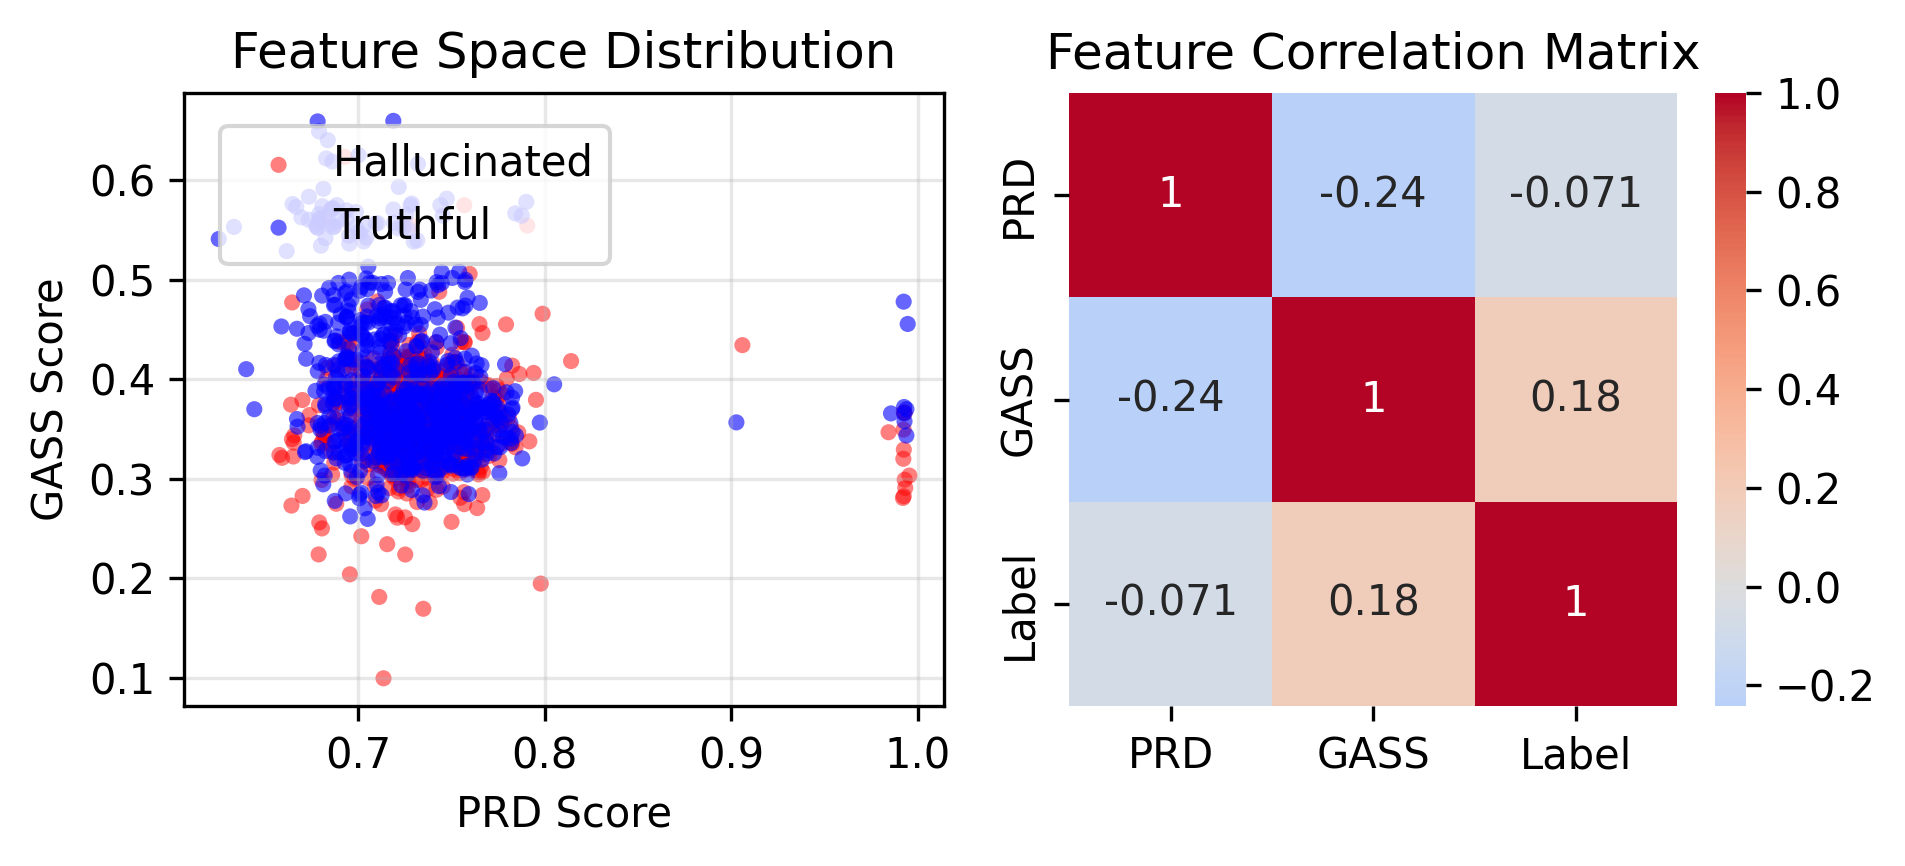 Feature Space Distribution
Hallucinated
Truthful
GASS Score
0.6
0.5
0.4
0.3
0.2
0.1
0.7 0.8 0.9 1.0
PRD Score
Feature Correlation Matrix
PRD
GASS
Label
1 -0.24 -0.071
-0.24 1 0.18
-0.071 0.18 1
PRD GASS Label
1.0
0.8
0.6
0.4
0.2
0.0
−0.2